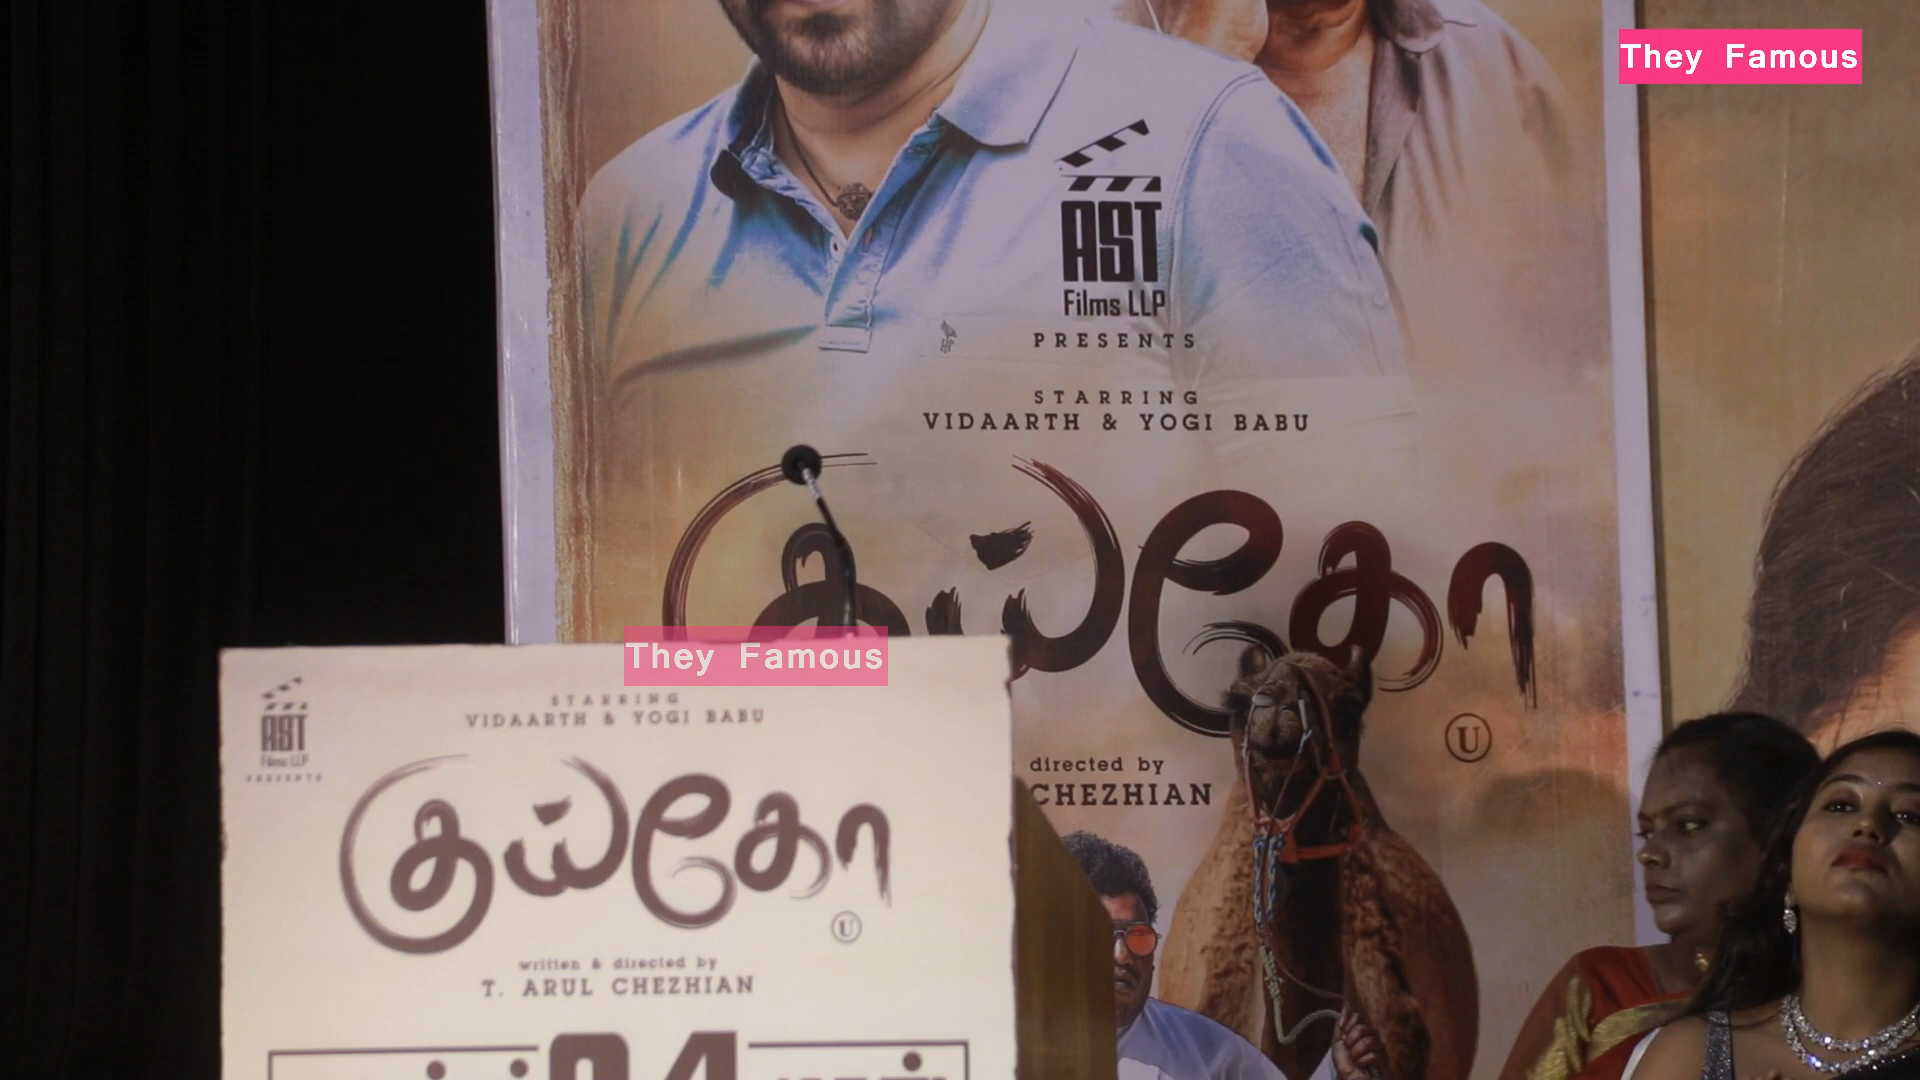 They Famous
AST
Films LLP
PRESENTS
STARRING
VIDAARTH & YOGI BABU
குய்கோ
U
directed by
CHEZHIAN
They Famous
AST
Films LLP
PRESENTS
STARRING
VIDAARTH & YOGI BABU
குய்கோ
U
written & directed by
T. ARUL CHEZHIAN